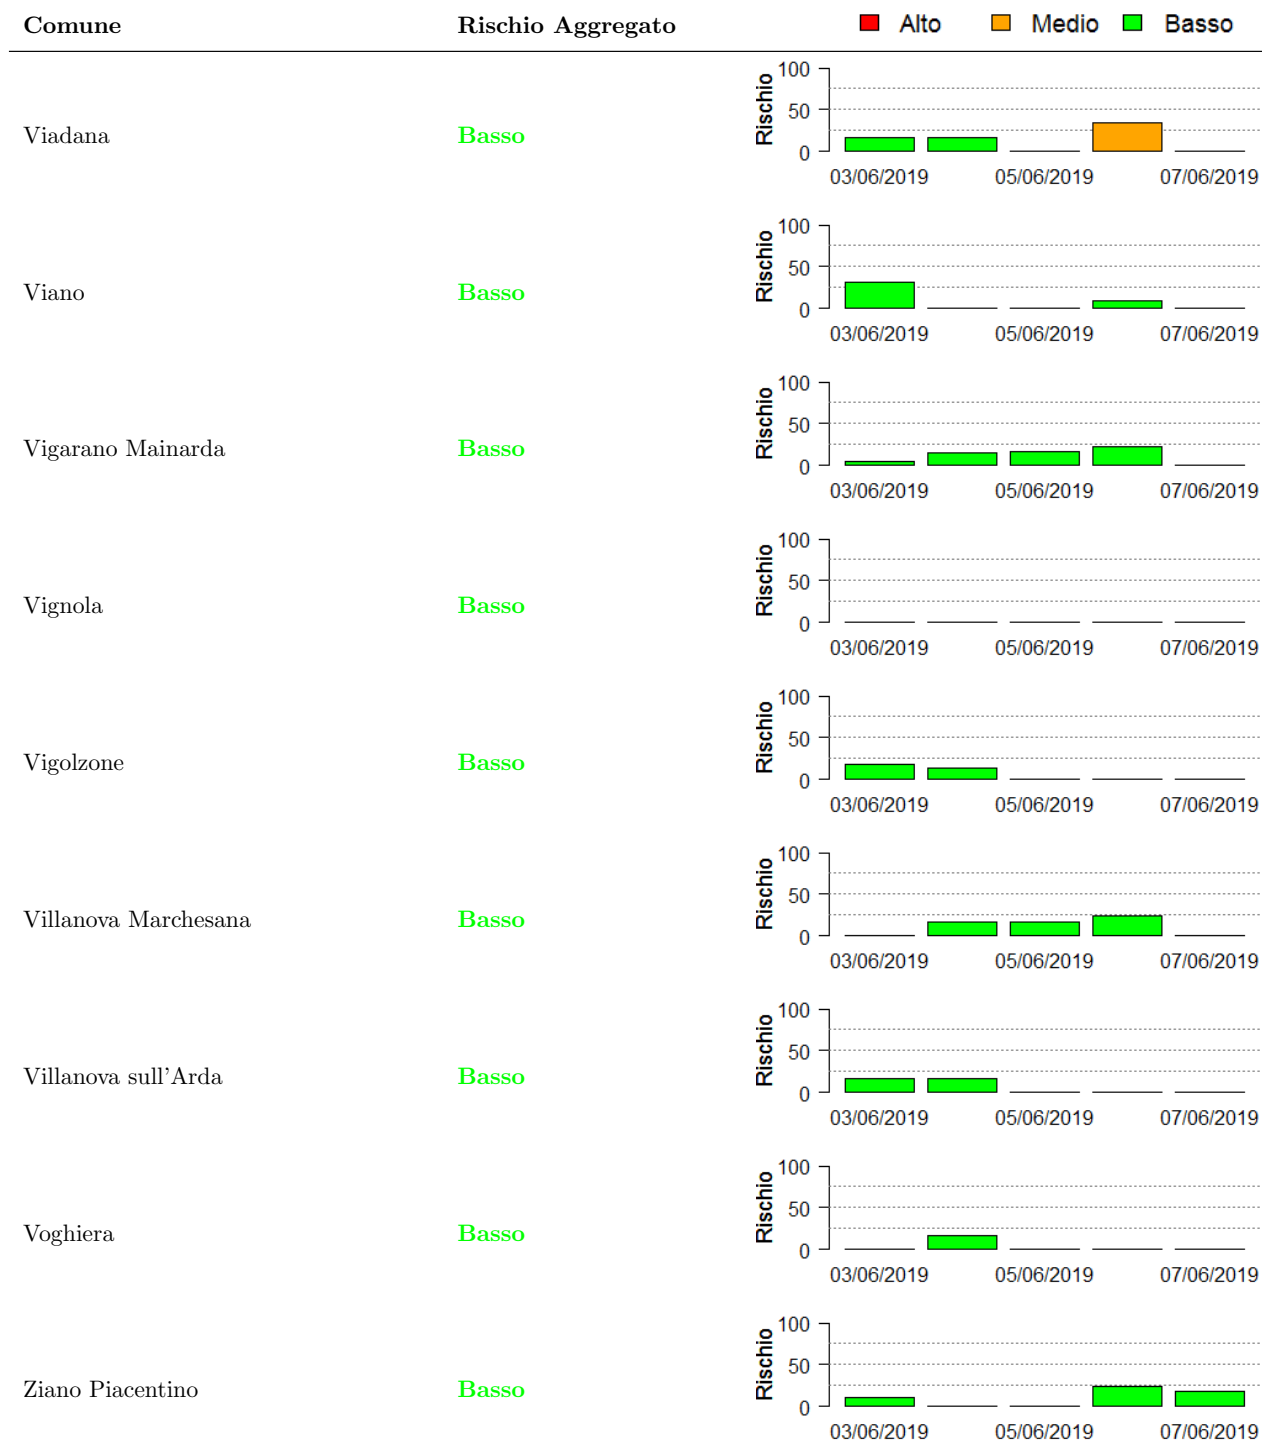 Comune Rischio Aggregato Alto Medio Basso
Viadana Basso Rischio 100 50 0
03/06/2019 05/06/2019 07/06/2019
Viano Basso Rischio 100 50 0
03/06/2019 05/06/2019 07/06/2019
Vigarano Mainarda Basso Rischio 100 50 0
03/06/2019 05/06/2019 07/06/2019
Vignola Basso Rischio 100 50 0
03/06/2019 05/06/2019 07/06/2019
Vigolzone Basso Rischio 100 50 0
03/06/2019 05/06/2019 07/06/2019
Villanova Marchesana Basso Rischio 100 50 0
03/06/2019 05/06/2019 07/06/2019
Villanova sull'Arda Basso Rischio 100 50 0
03/06/2019 05/06/2019 07/06/2019
Voghiera Basso Rischio 100 50 0
03/06/2019 05/06/2019 07/06/2019
Ziano Piacentino Basso Rischio 100 50 0
03/06/2019 05/06/2019 07/06/2019